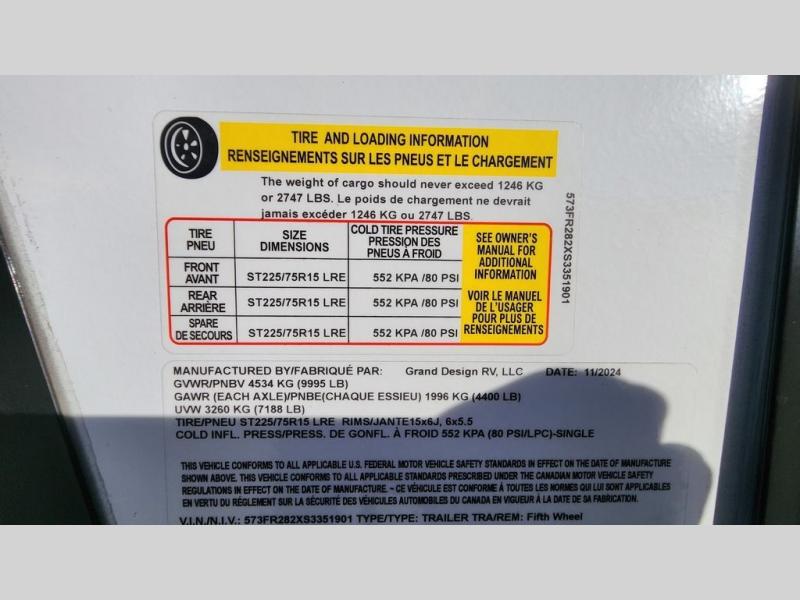 TIRE AND LOADING INFORMATION
RENSEIGNEMENTS SUR LES PNEUS ET LE CHARGEMENT
The weight of cargo should never exceed 1246 KG
or 2747 LBS. Le poids de chargement ne devrait
jamais excéder 1246 KG ou 2747 LBS.
TIRE
PNEU
SIZE
DIMENSIONS
COLD TIRE PRESSURE
PRESSION DES
PNEUS À FROID
FRONT
AVANT
ST225/75R15 LRE
552 KPA /80 PSI
REAR
ARRIÈRE
ST225/75R15 LRE
552 KPA /80 PSI
SPARE
DE SECOURS
ST225/75R15 LRE
552 KPA /80 PSI
SEE OWNER'S
MANUAL FOR
ADDITIONAL
INFORMATION
VOIR LE MANUEL
DE L'USAGER
POUR PLUS DE
RENSEIGNEMENTS
573FR282XS3351901
MANUFACTURED BY/FABRIQUÉ PAR: Grand Design RV, LLC DATE: 11/2024
GVWR/PNBV 4534 KG (9995 LB)
GAWR (EACH AXLE)/PNBE(CHAQUE ESSIEU) 1996 KG (4400 LB)
UVW 3260 KG (7188 LB)
TIRE/PNEU ST225/75R15 LRE RIMS/JANTE15x6J, 6x5.5
COLD INFL. PRESS/PRESS. DE GONFL. À FROID 552 KPA (80 PSI/LPC)-SINGLE
THIS VEHICLE CONFORMS TO ALL APPLICABLE U.S. FEDERAL MOTOR VEHICLE SAFETY STANDARDS IN EFFECT ON THE DATE OF MANUFACTURE
SHOWN ABOVE. THIS VEHICLE CONFORMS TO ALL APPLICABLE STANDARDS PRESCRIBED UNDER THE CANADIAN MOTOR VEHICLE SAFETY
REGULATIONS IN EFFECT ON THE DATE OF MANUFACTURE. ~ CE VÉHICULE EST CONFORME À TOUTES LES NORMES QUI LUI SONT APPLICABLES
EN VERTU DU RÉGLEMENT SUR LA SÉCURITÉ DES VÉHICULES AUTOMOBILES DU CANADA EN VIGUEUR À LA DATE DE SA FABRICATION.
V.I.N./N.I.V.: 573FR282XS3351901 TYPE/TYPE: TRAILER TRA/REM: Fifth Wheel